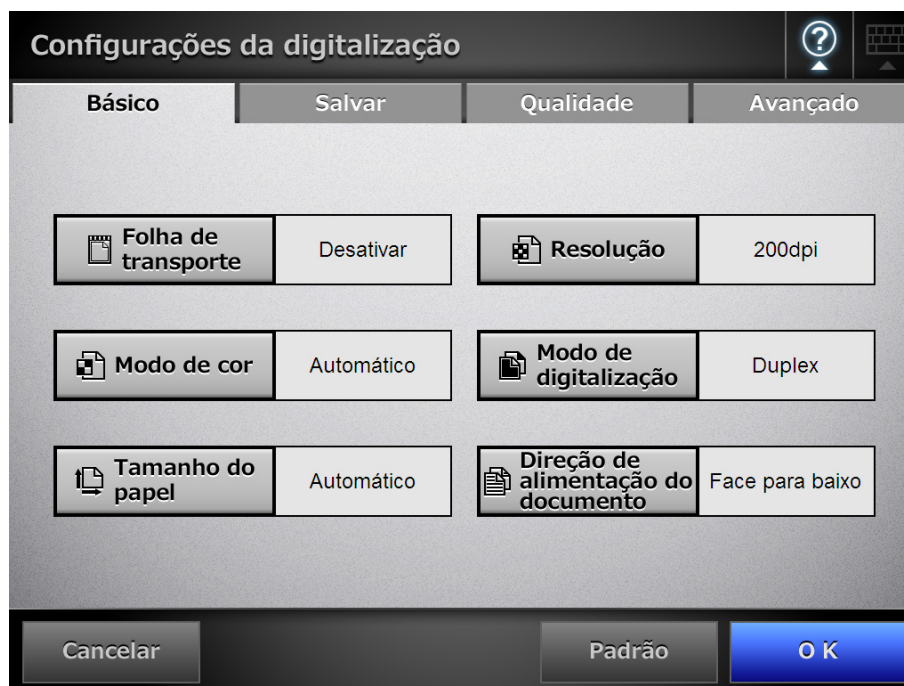 Configurações da digitalização
?
Básico
Salvar
Qualidade
Avançado
Folha de
transporte
Desativar
Resolução
200dpi
Modo de cor
Automático
Modo de
digitalização
Duplex
Tamanho do
papel
Automático
Direção de
alimentação do
documento
Face para baixo
Cancelar
Padrão
O K